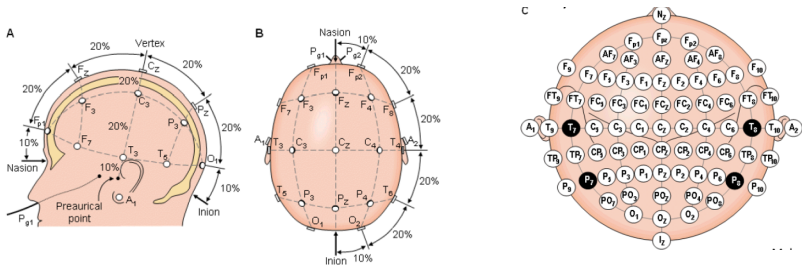 A
Vertex
20%
Cz
20%
Fz
20%
20%
F3
C3
Pz
20%
P3
20%
Fp1
F7
T3
T5
10%
10%
O1
Nasion
Preaurical
point
A1
10%
Inion
Pg1
B
Nasion
Pg1
Pg2
10%
Fp1
Fp2
20%
F7
F3
Fz
F4
F8
20%
A1
T3
C3
Cz
C4
T4
A2
20%
T5
P3
Pz
P4
T6
20%
O1
O2
Inion
10%
C
Nz
Fp1 Fpz Fp2
AF7 AF3 AFz AF4 AF8
F9 F7 F5 F3 F1 Fz F2 F4 F6 F8 F10
FT9 FT7 FC5 FC3 FC1 FCz FC2 FC4 FC6 FT8 FT10
A1 T9 T7 C5 C3 C1 Cz C2 C4 C6 T8 T10 A2
TP9 TP7 CP5 CP3 CP1 CPz CP2 CP4 CP6 TP8 TP10
P9 P7 P5 P3 P1 Pz P2 P4 P6 P8 P10
PO7 PO3 POz PO4 PO8
O1 Oz O2
Iz